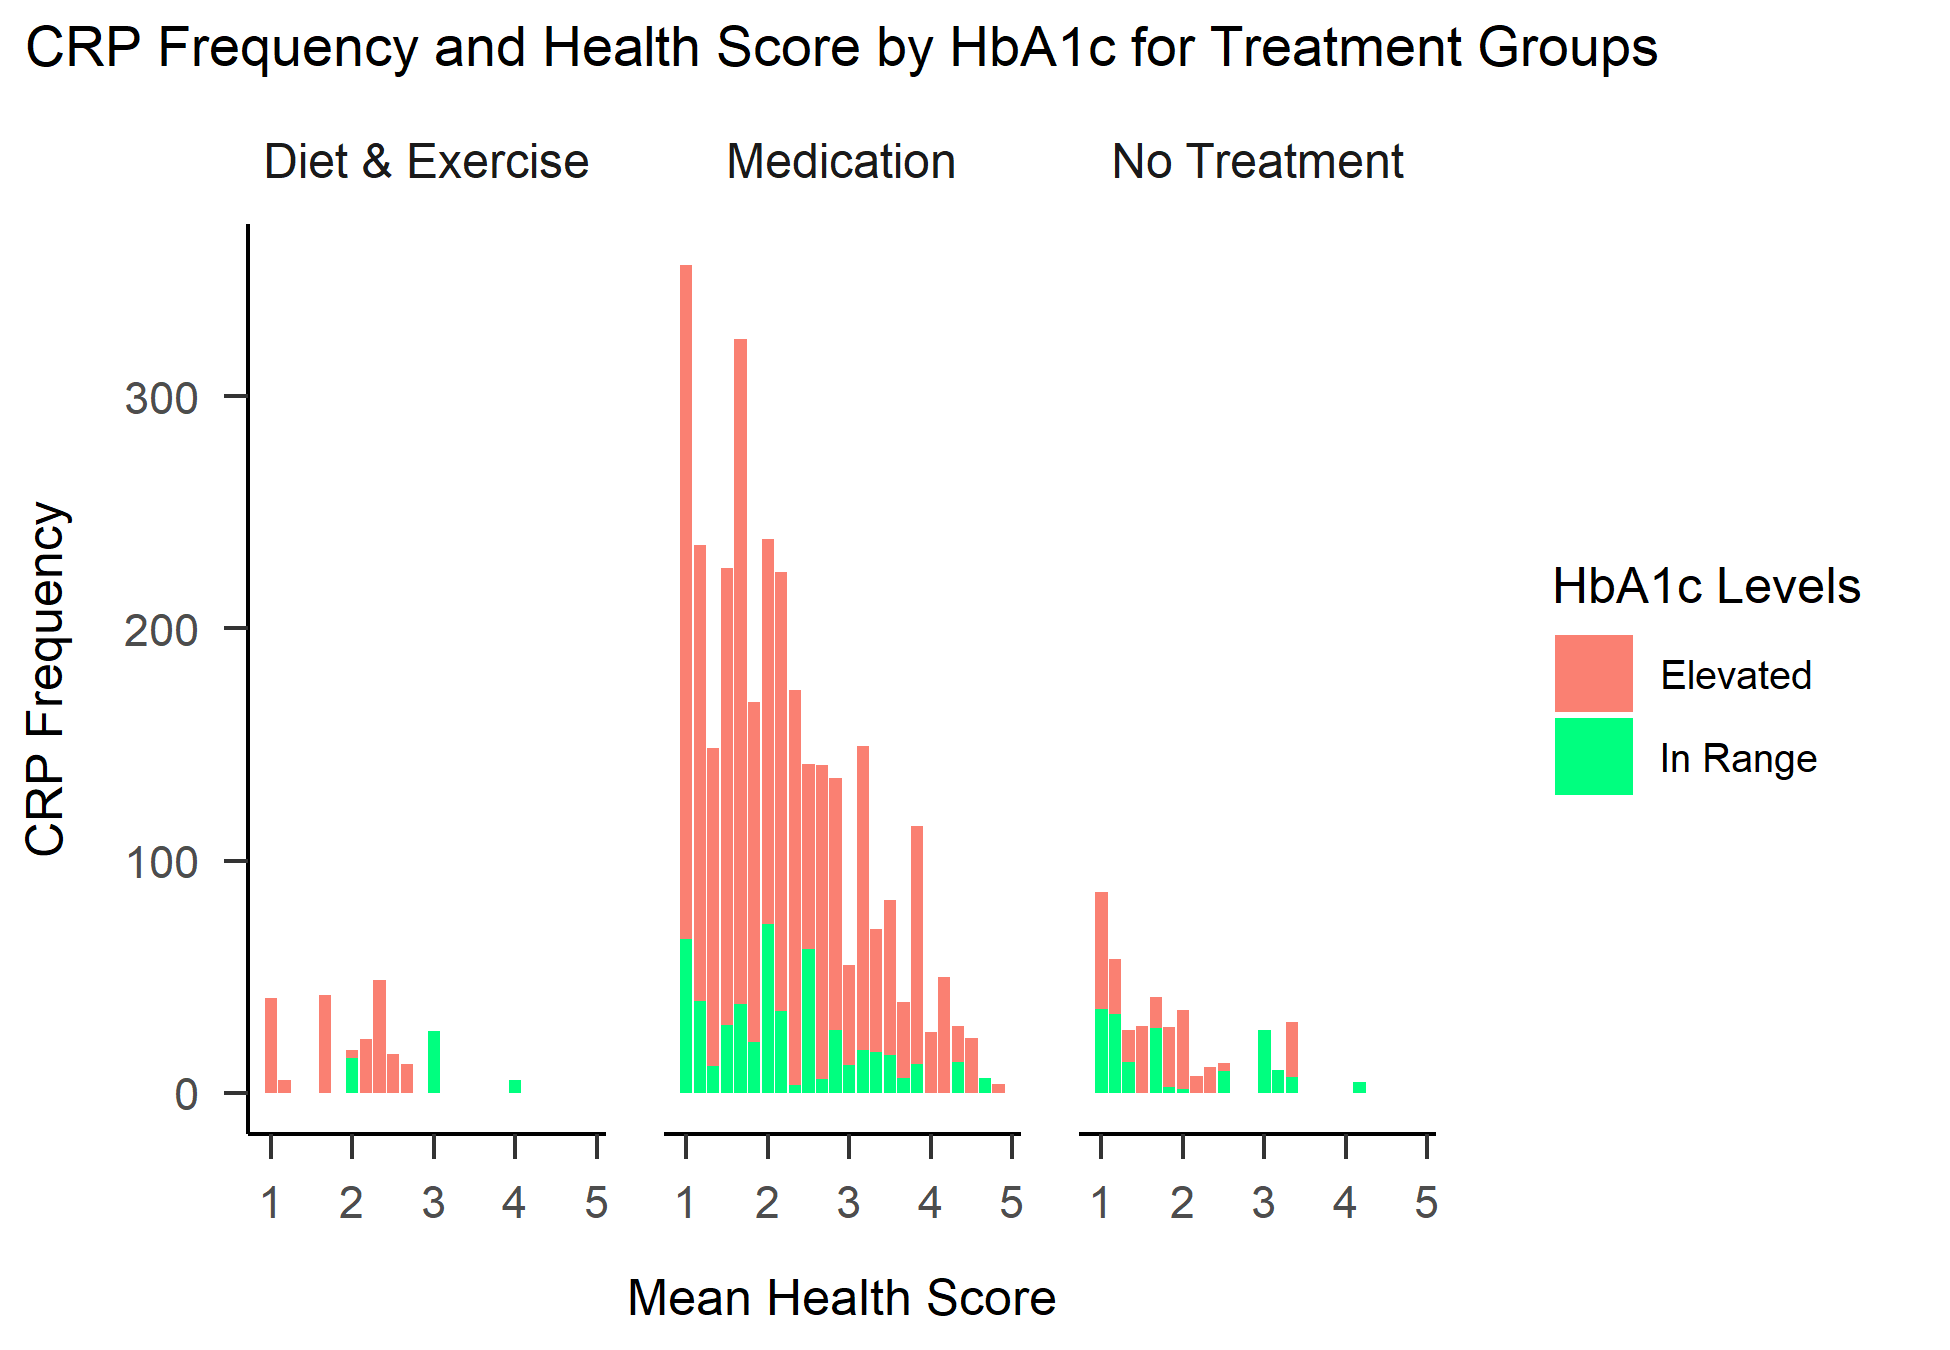 CRP Frequency and Health Score by HbA1c for Treatment Groups
Diet & Exercise
Medication
No Treatment
CRP Frequency
300
200
100
0
1 2 3 4 5
1 2 3 4 5
1 2 3 4 5
Mean Health Score
HbA1c Levels
Elevated
In Range